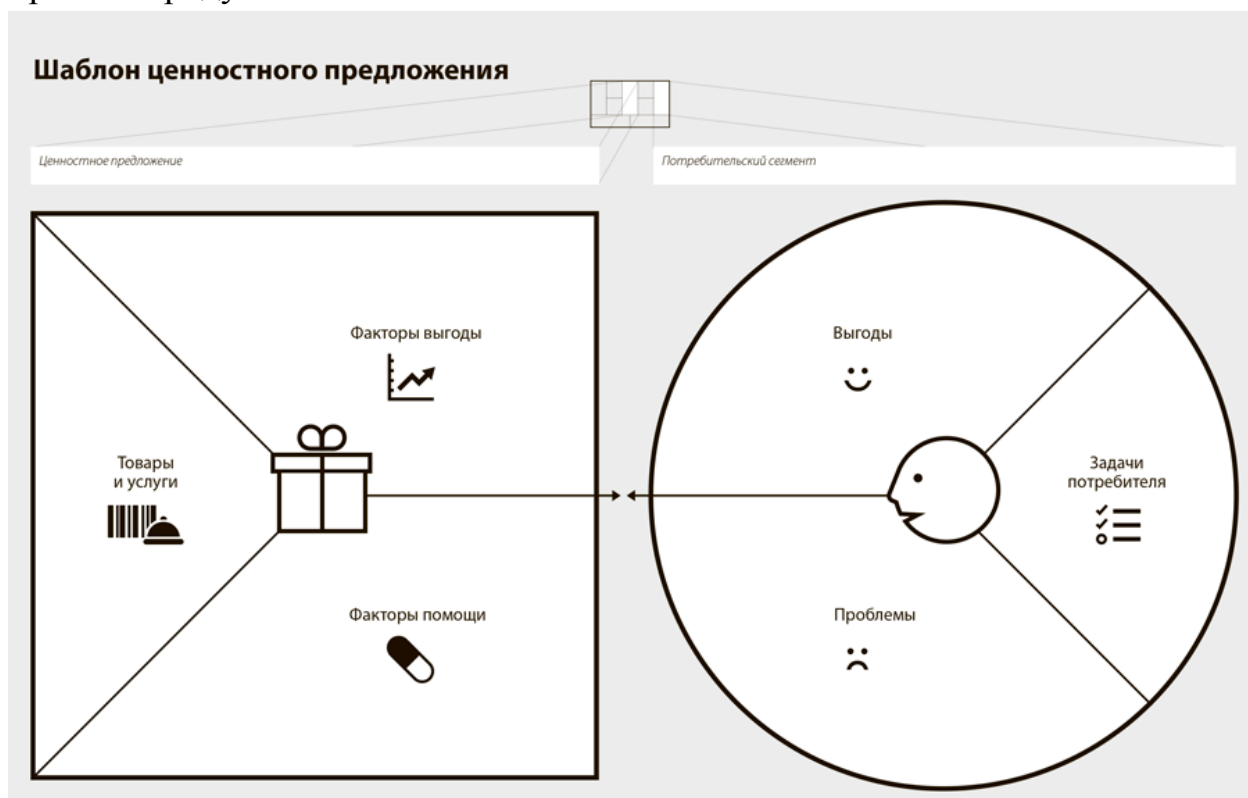 Шаблон ценностного предложения
Ценностное предложение
Потребительский сегмент
Факторы выгоды
Товары
и услуги
Факторы помощи
Выгоды
Задачи
потребителя
Проблемы